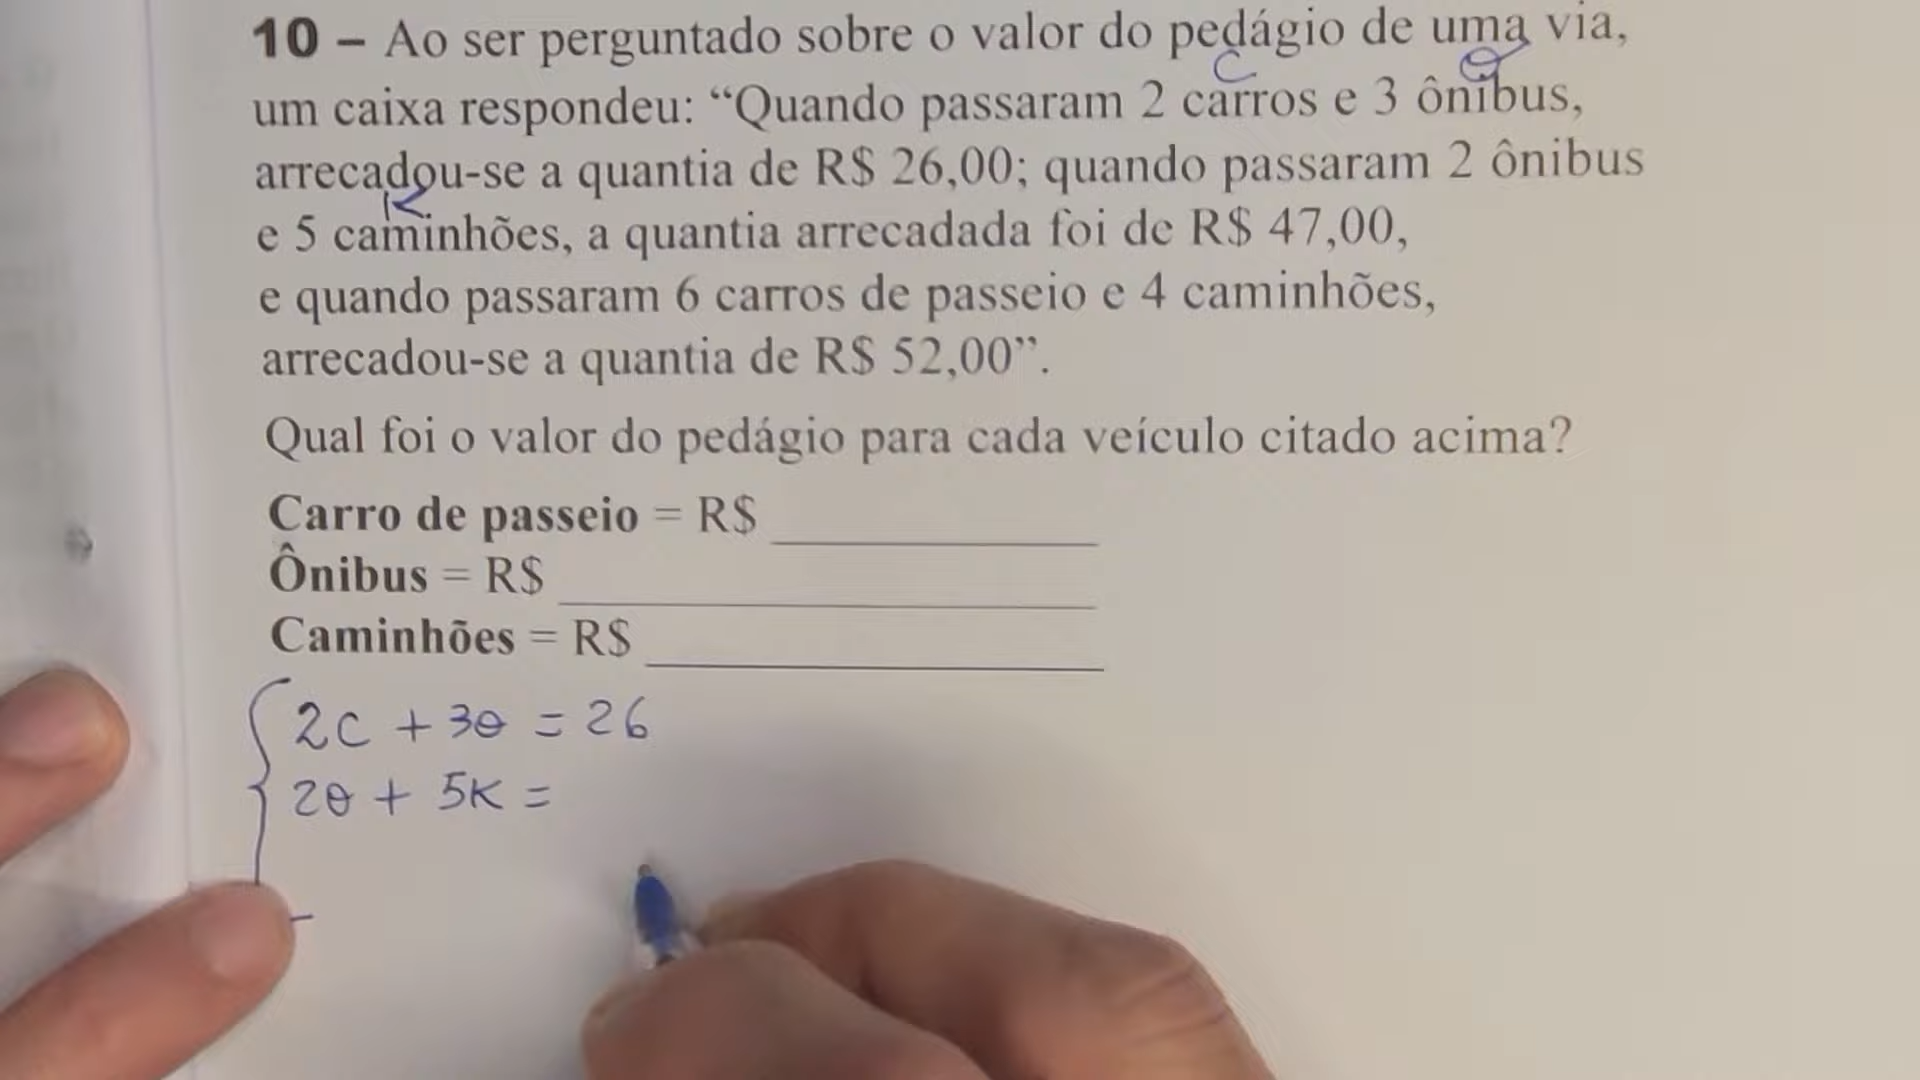 10 – Ao ser perguntado sobre o valor do pedágio de uma via,
C O
um caixa respondeu: “Quando passaram 2 carros e 3 ônibus,
arrecadou-se a quantia de R$ 26,00; quando passaram 2 ônibus
K
e 5 caminhões, a quantia arrecadada foi de R$ 47,00,
e quando passaram 6 carros de passeio e 4 caminhões,
arrecadou-se a quantia de R$ 52,00”.
Qual foi o valor do pedágio para cada veículo citado acima?
Carro de passeio = R$
Ônibus = R$
Caminhões = R$
2C + 3θ = 26
2θ + 5K =